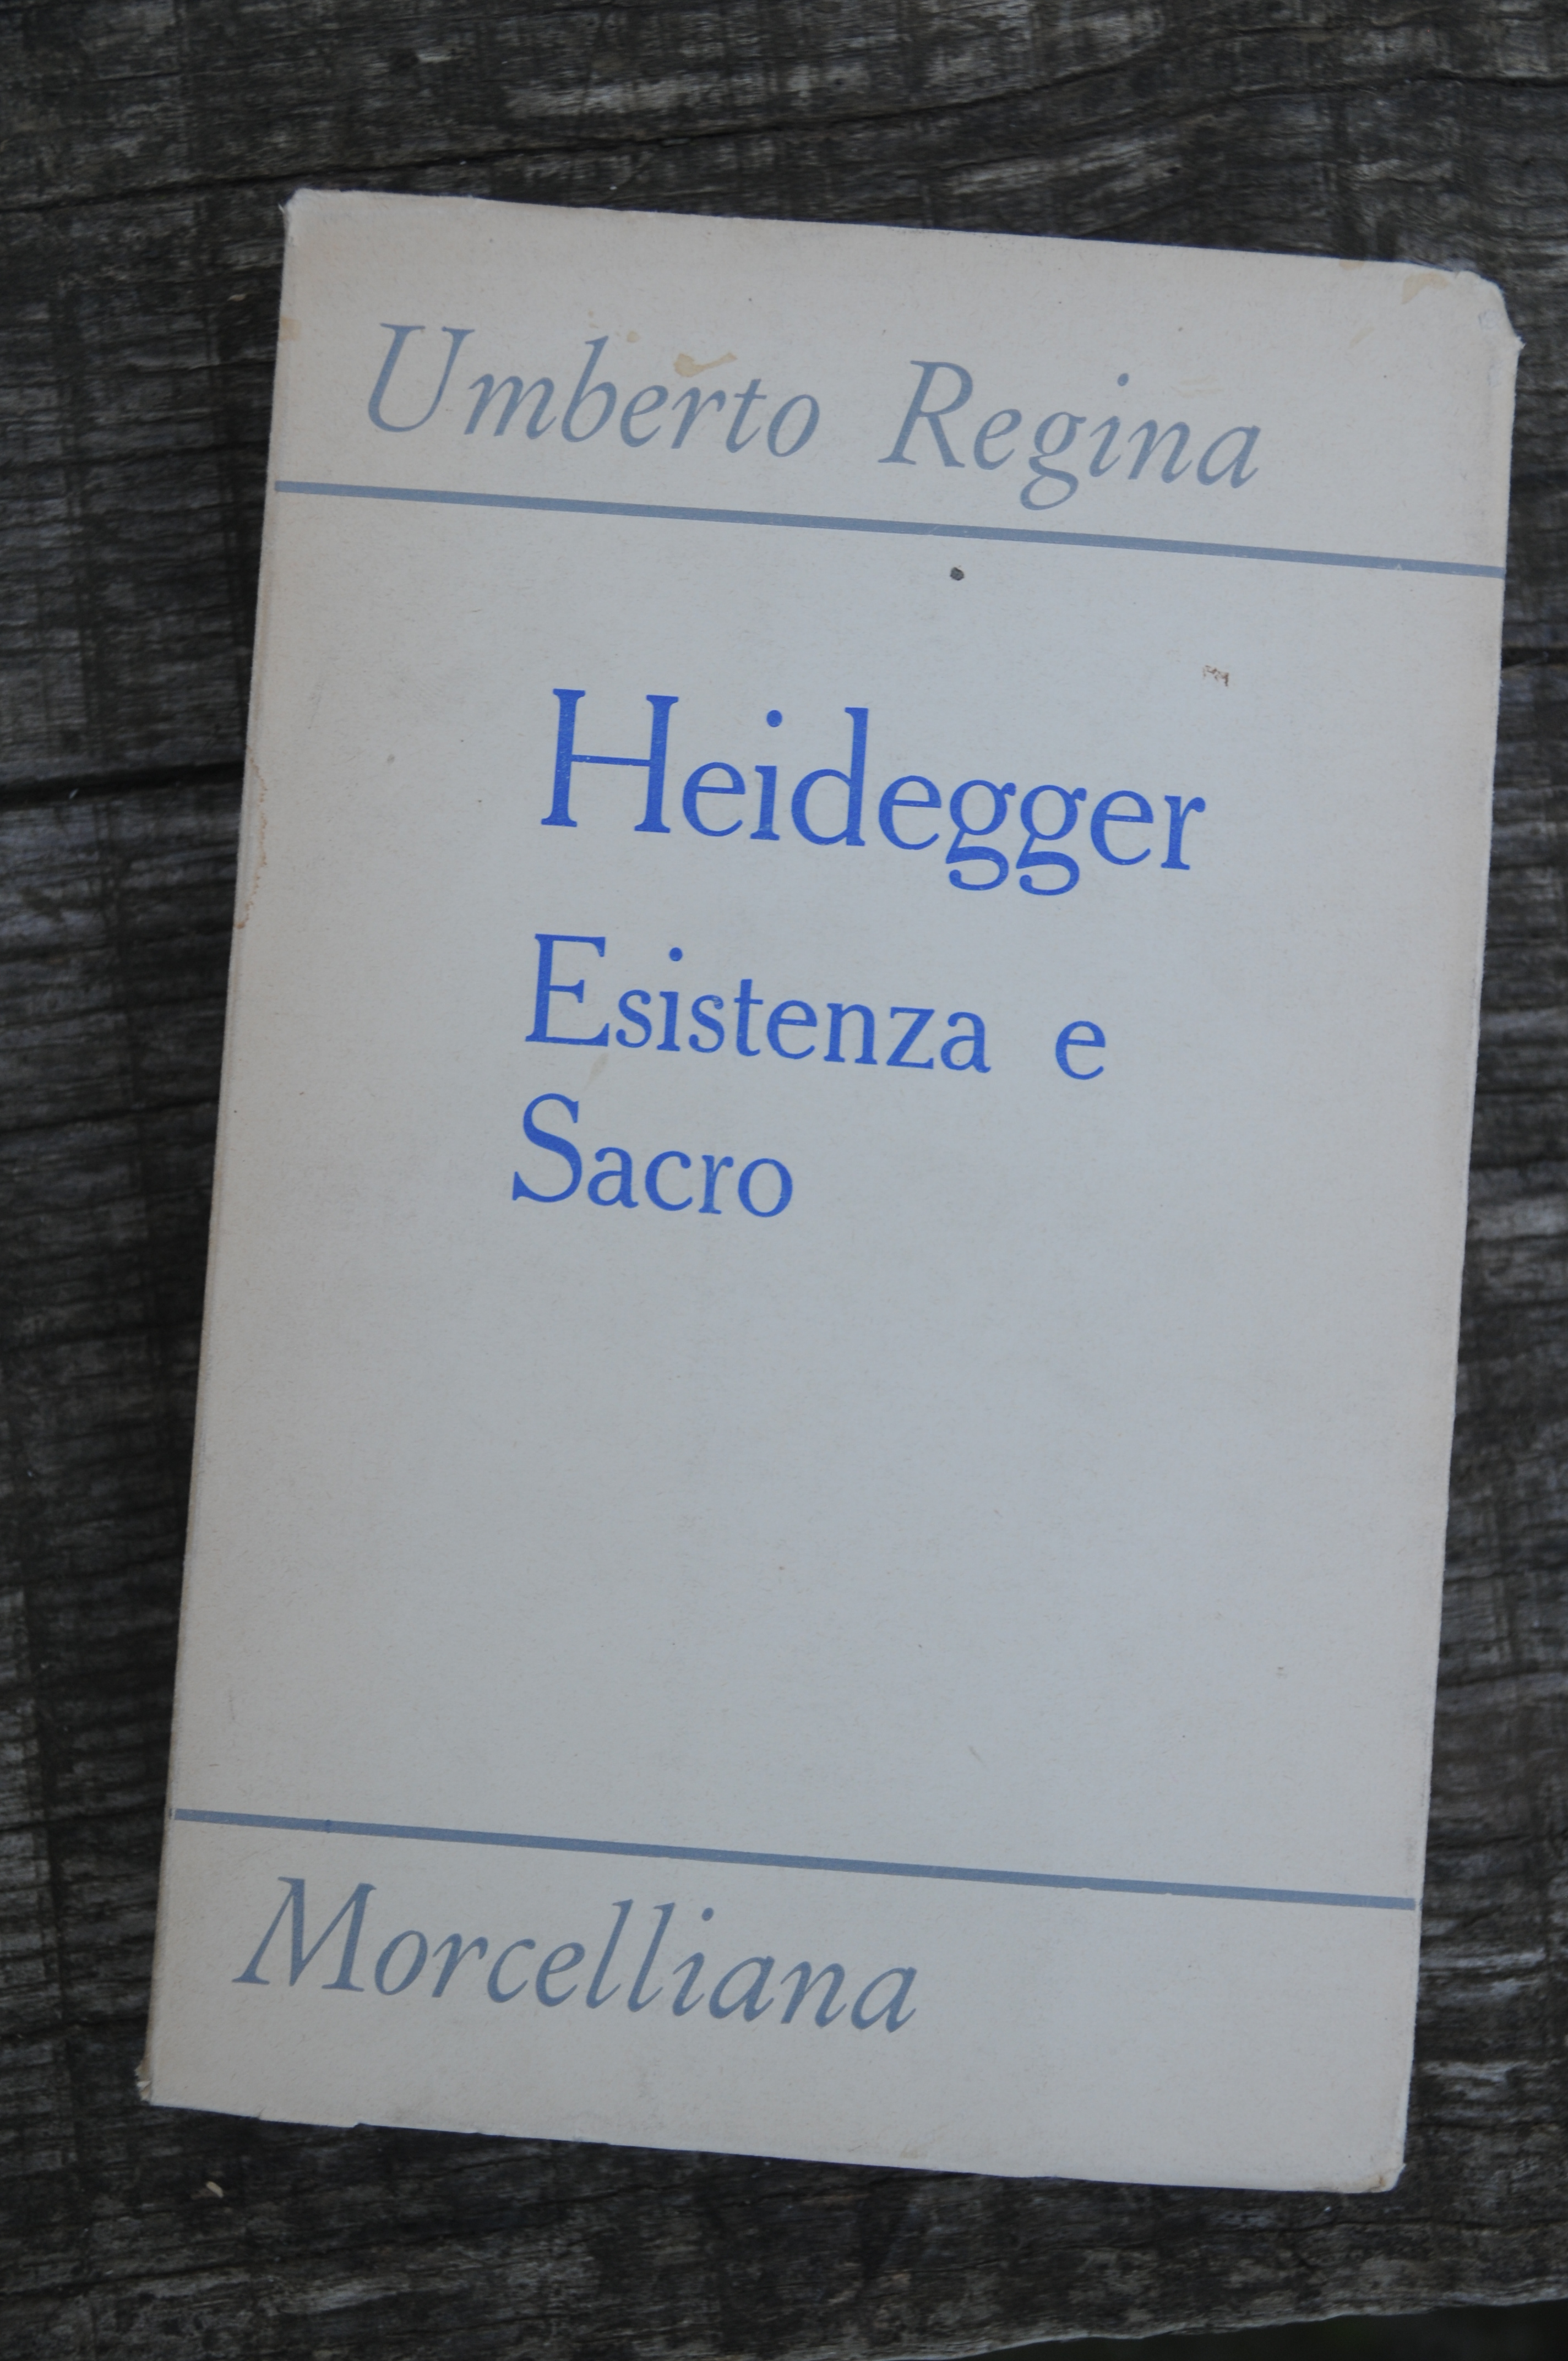 Umberto Regina
Heidegger
Esistenza e
Sacro
Morcelliana